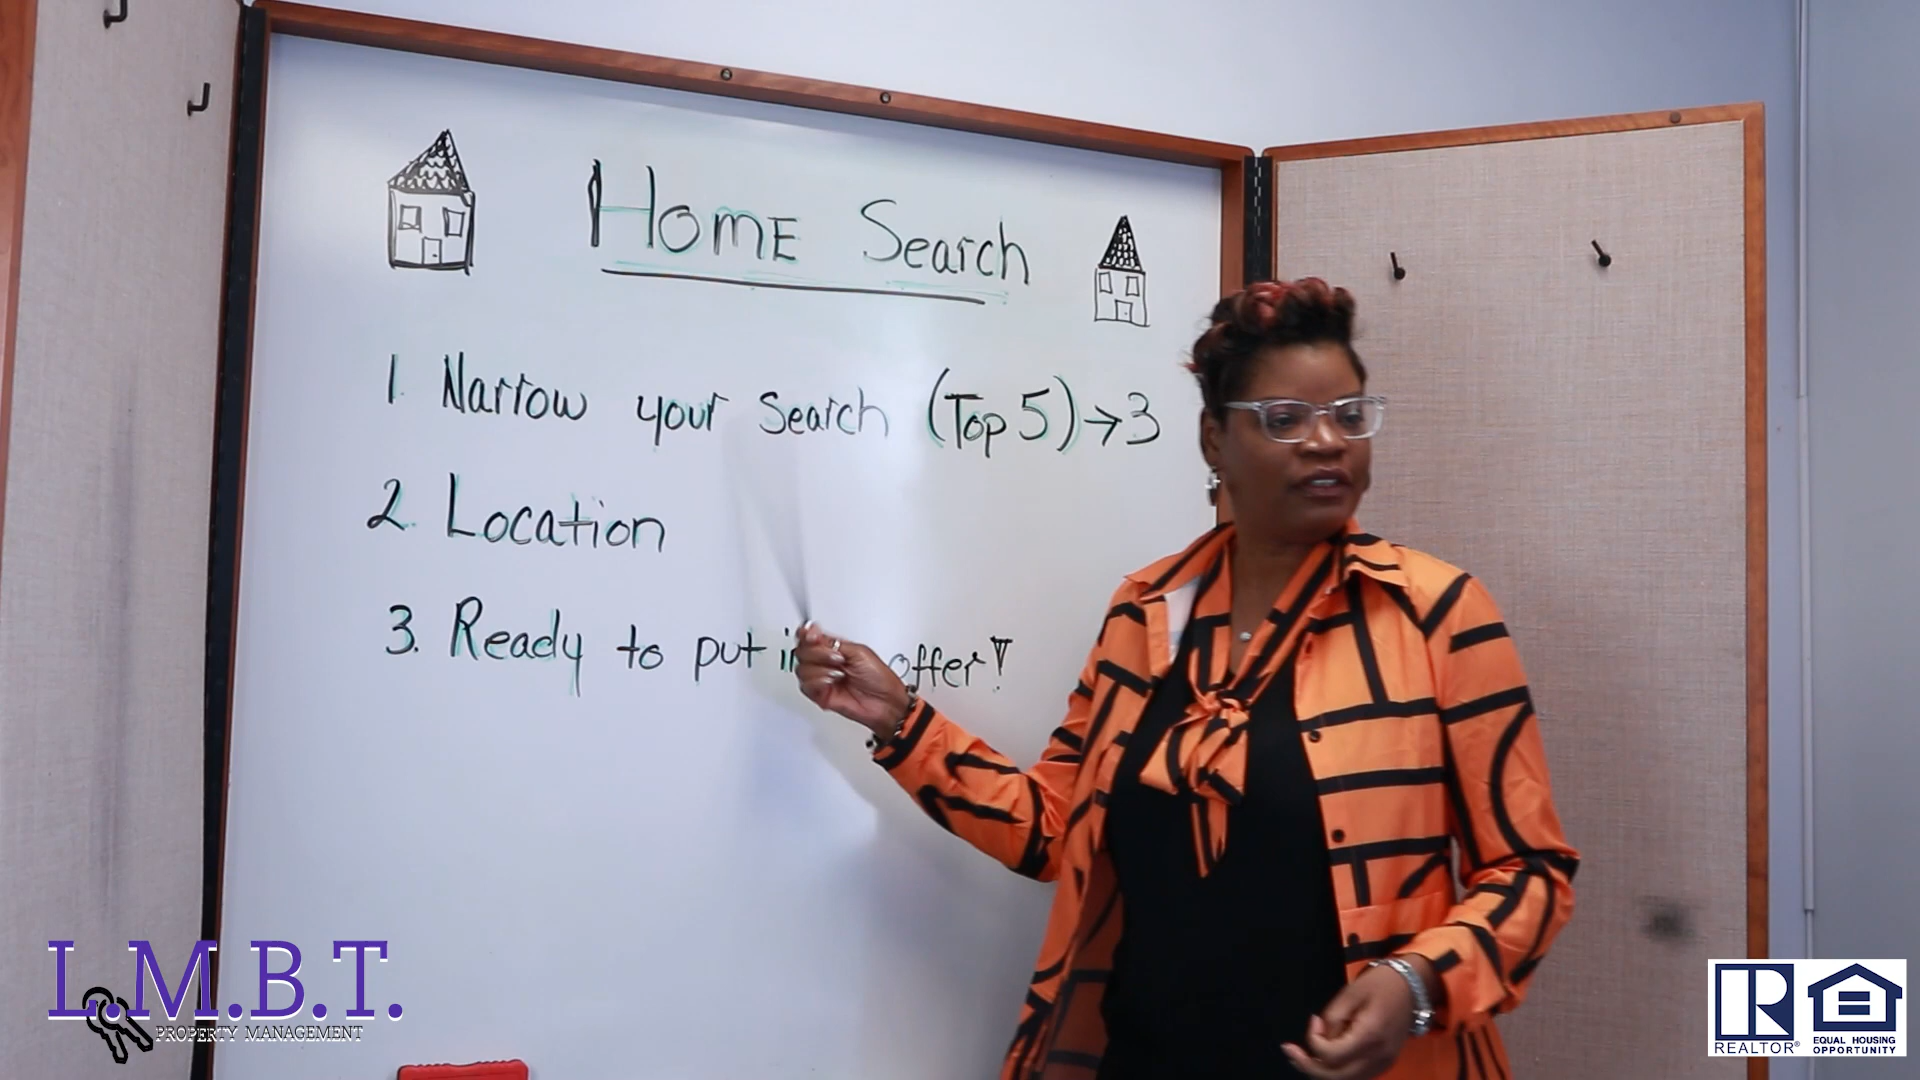 HOME Search
1. Narrow your Search (Top 5) → 3
2. Location
3. Ready to put in offer!
L.M.B.T.
PROPERTY MANAGEMENT
REALTOR®
EQUAL HOUSING
OPPORTUNITY